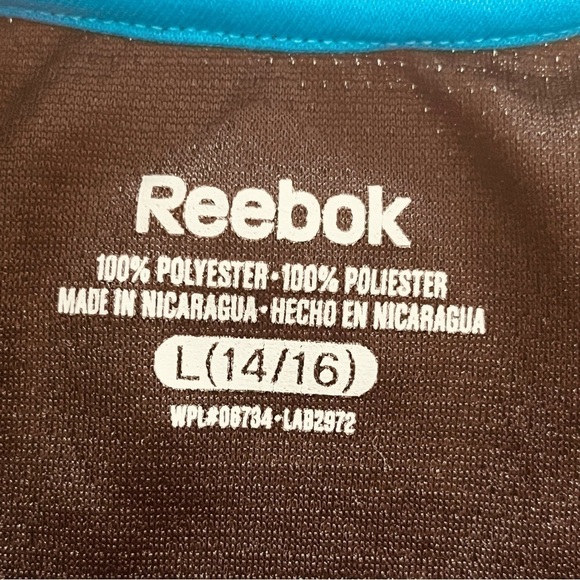 Reebok
100% POLYESTER • 100% POLIESTER
MADE IN NICARAGUA • HECHO EN NICARAGUA
L(14/16)
WPL#06734 • LAB2972